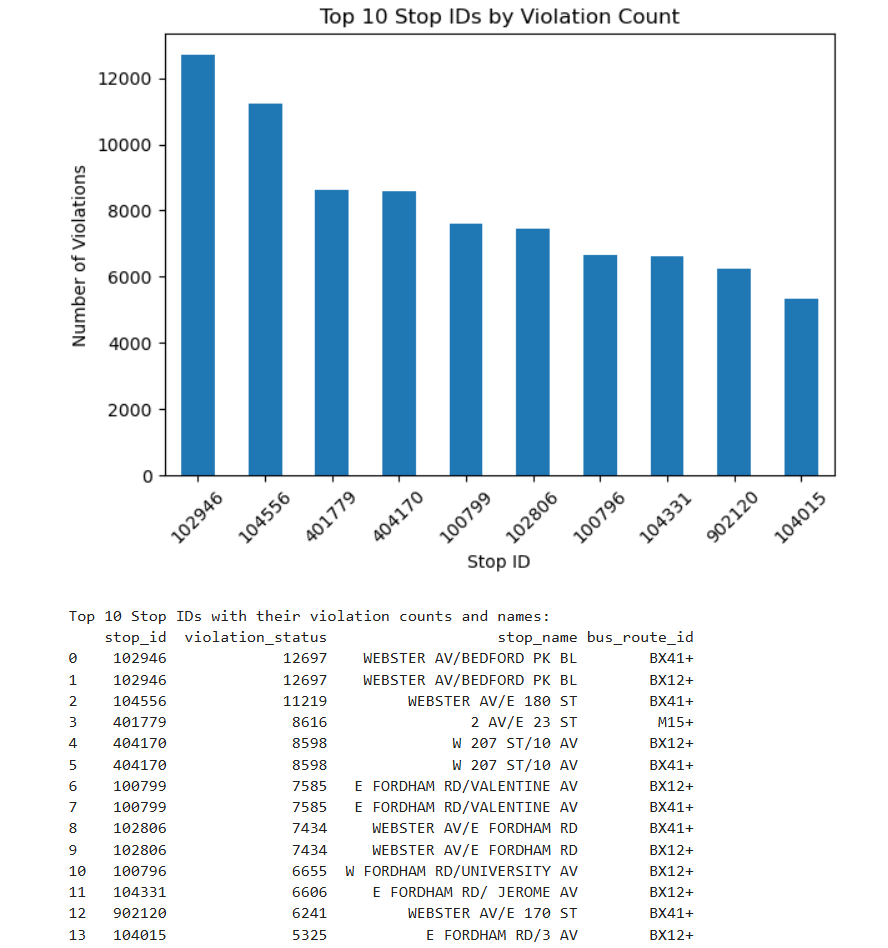 Top 10 Stop IDs by Violation Count
12000
10000
8000
6000
4000
2000
0
Number of Violations
102946 104556 401779 404170 100799 102806 100796 104331 902120 104015
Stop ID
Top 10 Stop IDs with their violation counts and names:
stop_id violation_status stop_name bus_route_id
0 102946 12697 WEBSTER AV/BEDFORD PK BL BX41+
1 102946 12697 WEBSTER AV/BEDFORD PK BL BX12+
2 104556 11219 WEBSTER AV/E 180 ST BX41+
3 401779 8616 2 AV/E 23 ST M15+
4 404170 8598 W 207 ST/10 AV BX12+
5 404170 8598 W 207 ST/10 AV BX41+
6 100799 7585 E FORDHAM RD/VALENTINE AV BX12+
7 100799 7585 E FORDHAM RD/VALENTINE AV BX41+
8 102806 7434 WEBSTER AV/E FORDHAM RD BX41+
9 102806 7434 WEBSTER AV/E FORDHAM RD BX12+
10 100796 6655 W FORDHAM RD/UNIVERSITY AV BX12+
11 104331 6606 E FORDHAM RD/ JEROME AV BX12+
12 902120 6241 WEBSTER AV/E 170 ST BX41+
13 104015 5325 E FORDHAM RD/3 AV BX12+